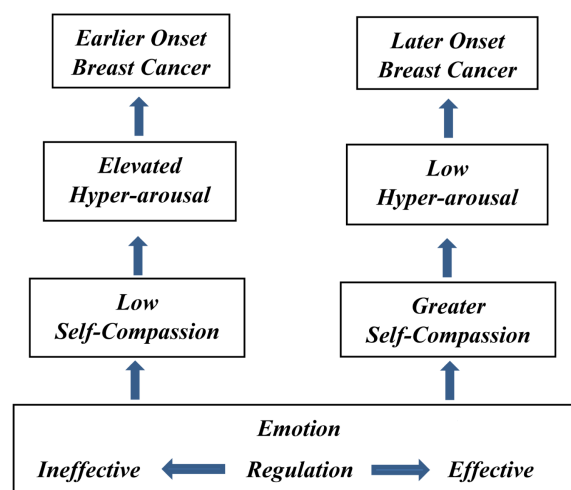 Earlier Onset
Breast Cancer
Later Onset
Breast Cancer
Elevated
Hyper-arousal
Low
Hyper-arousal
Low
Self-Compassion
Greater
Self-Compassion
Emotion
Ineffective Regulation Effective